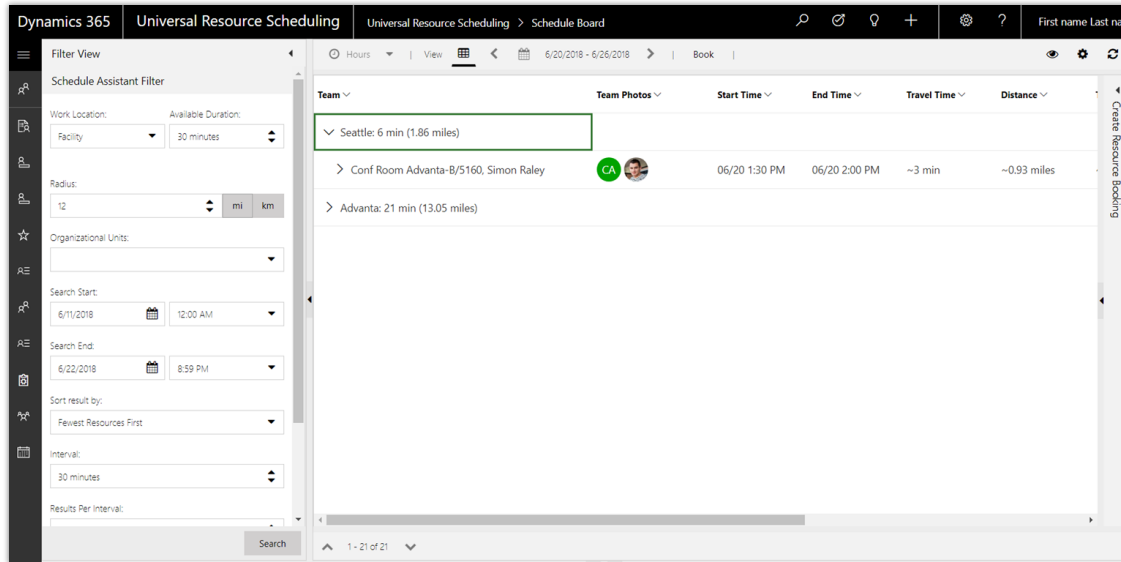 Dynamics 365 Universal Resource Scheduling Universal Resource Scheduling > Schedule Board ? First name Last na
Filter View
Schedule Assistant Filter
Work Location: Available Duration:
Facility 30 minutes
Radius:
12 mi km
Organizational Units:
Search Start:
6/11/2018 12:00 AM
Search End:
6/22/2018 8:59 PM
Sort result by:
Fewest Resources First
Interval:
30 minutes
Results Per Interval:
Search
Hours | View 6/20/2018 - 6/26/2018 | Book |
Team Team Photos Start Time End Time Travel Time Distance
Seattle: 6 min (1.86 miles)
Conf Room Advanta-B/5160, Simon Raley CA 06/20 1:30 PM 06/20 2:00 PM ~3 min ~0.93 miles
Advanta: 21 min (13.05 miles)
1 - 21 of 21
Create Resource Booking